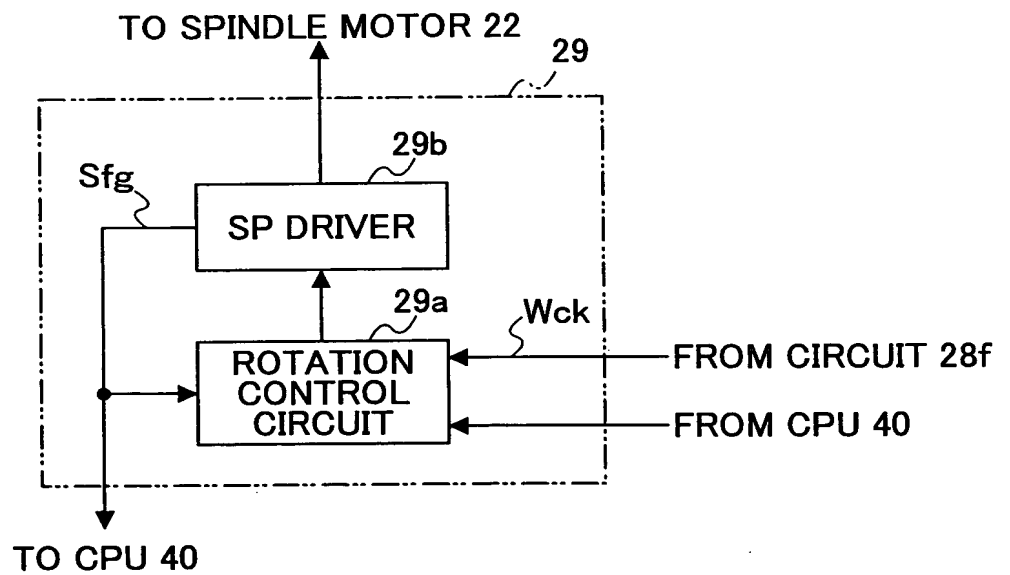 TO SPINDLE MOTOR 22
29
29b
Sfg
SP DRIVER
29a
Wck
ROTATION
CONTROL
CIRCUIT
FROM CIRCUIT 28f
FROM CPU 40
TO CPU 40